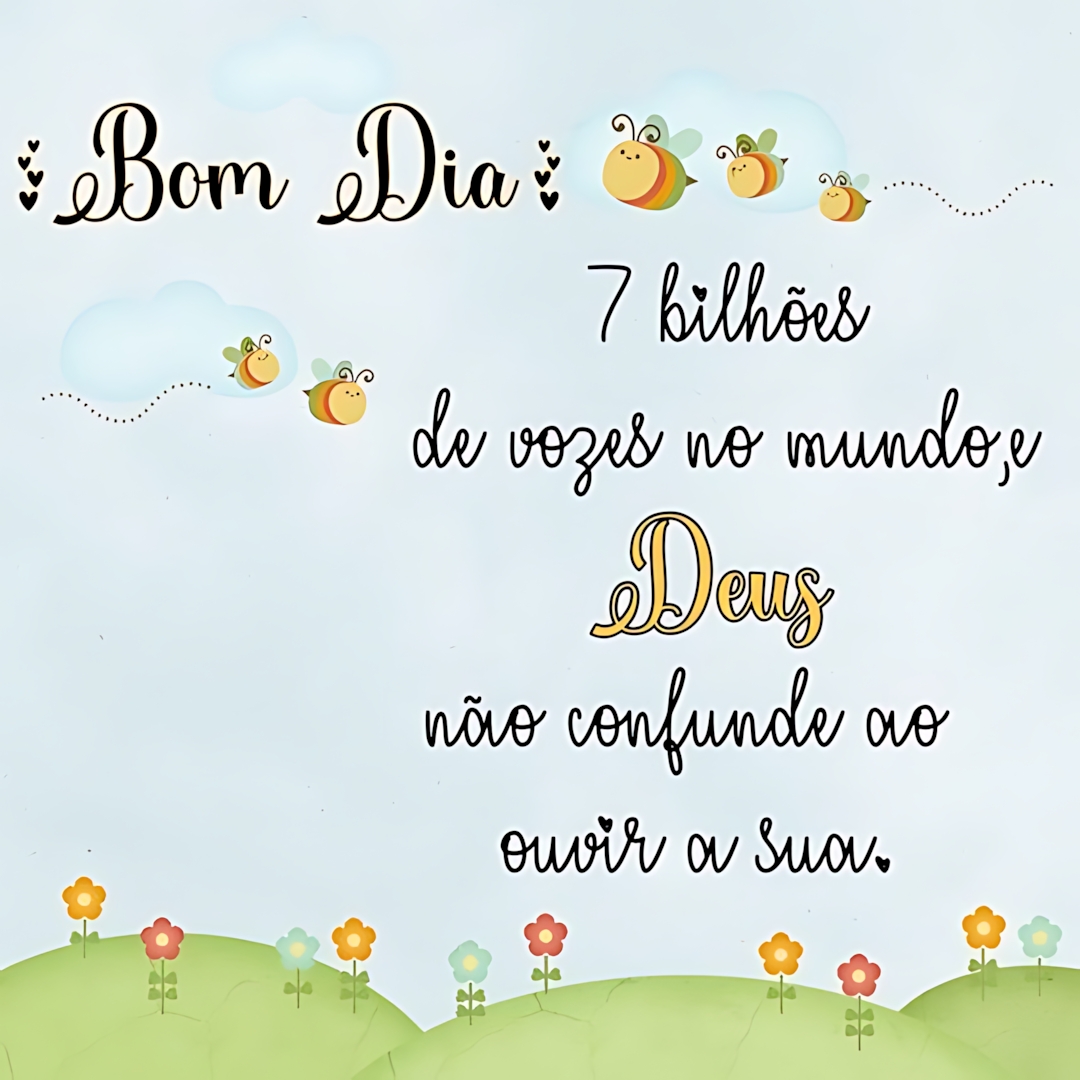 Bom Dia
7 bilhões
de vozes no mundo,e
Deus
não confunde ao
ouvir a sua.